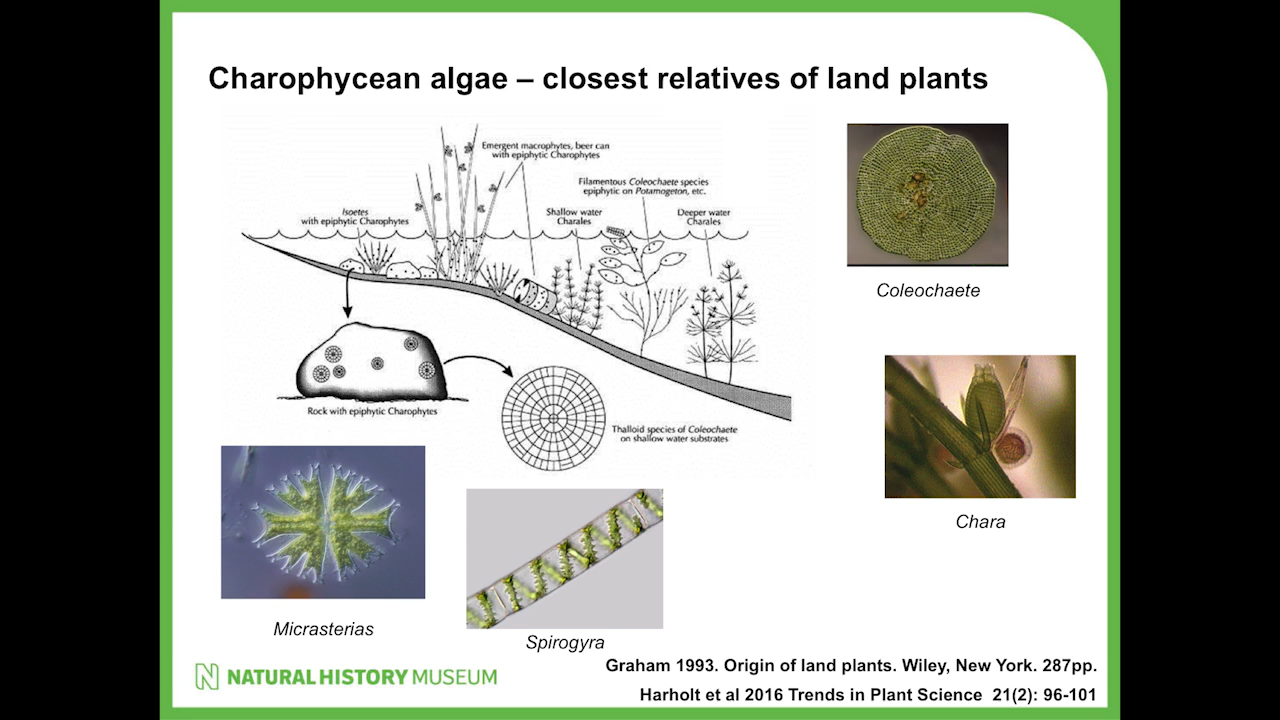 Charophycean algae – closest relatives of land plants
Emergent macrophytes, beer can
with epiphytic Charophytes
Filamentous Coleochaete species
epiphytic on Potamogeton, etc.
Isoetes
with epiphytic Charophytes
Shallow water
Charales
Deeper water
Charales
Coleochaete
Rock with epiphytic Charophytes
Thalloid species of Coleochaete
on shallow water substrates
Chara
Micrasterias
Spirogyra
Graham 1993. Origin of land plants. Wiley, New York. 287pp.
NATURAL HISTORY MUSEUM
Harholt et al 2016 Trends in Plant Science 21(2): 96-101